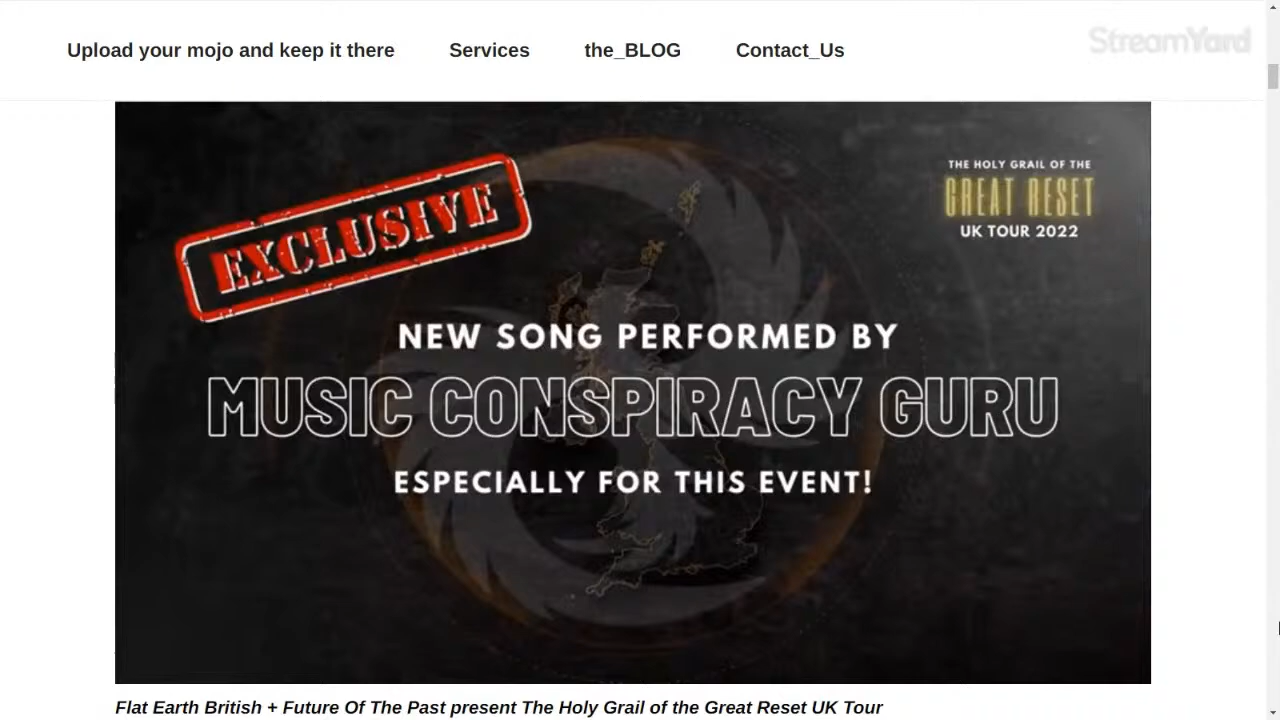 Upload your mojo and keep it there Services the_BLOG Contact_Us
StreamYard
EXCLUSIVE
THE HOLY GRAIL OF THE
GREAT RESET
UK TOUR 2022
NEW SONG PERFORMED BY
MUSIC CONSPIRACY GURU
ESPECIALLY FOR THIS EVENT!
Flat Earth British + Future Of The Past present The Holy Grail of the Great Reset UK Tour